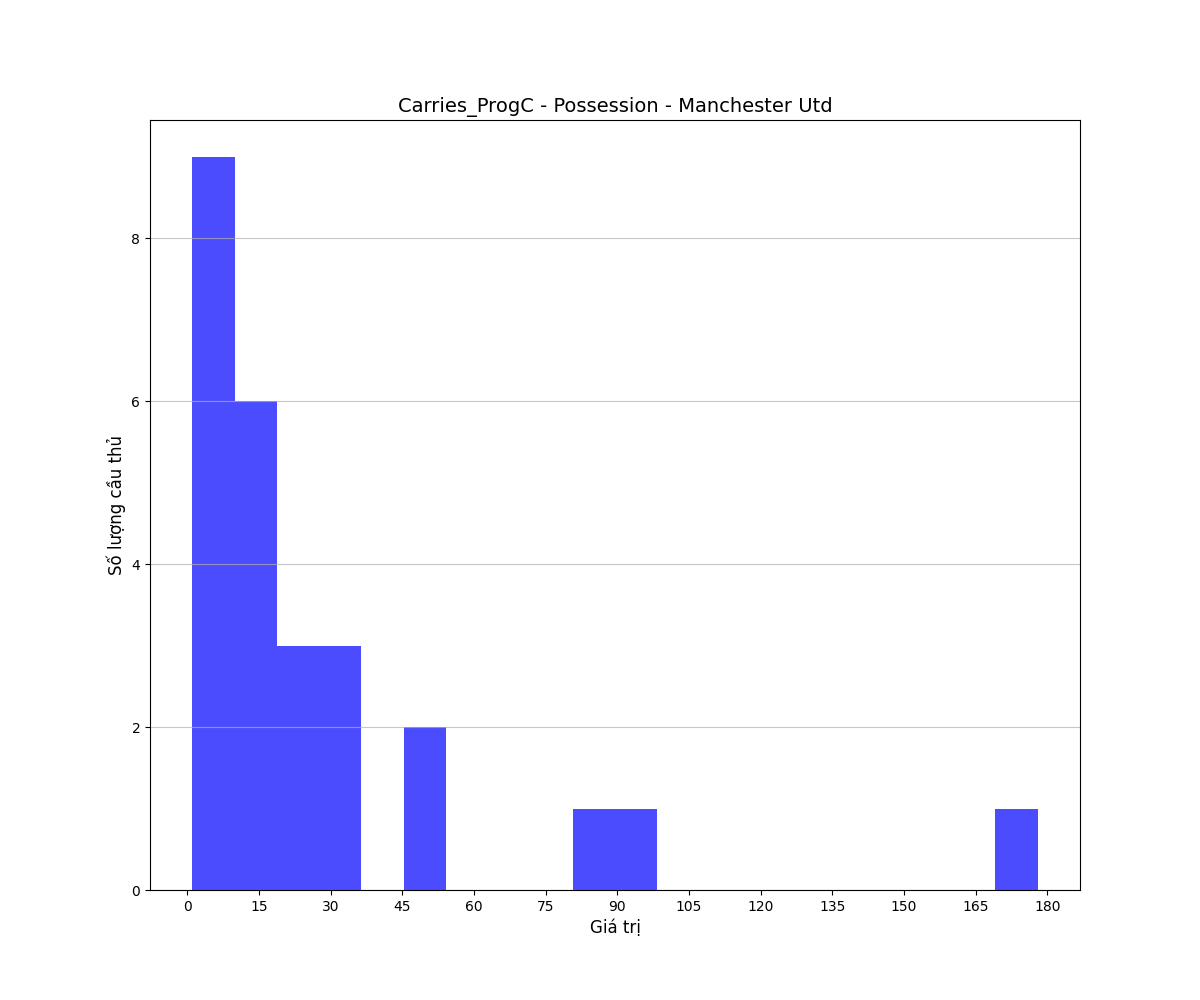 Carries_ProgC - Possession - Manchester Utd
8
6
4
2
0
Số lượng cầu thủ
0 15 30 45 60 75 90 105 120 135 150 165 180
Giá trị